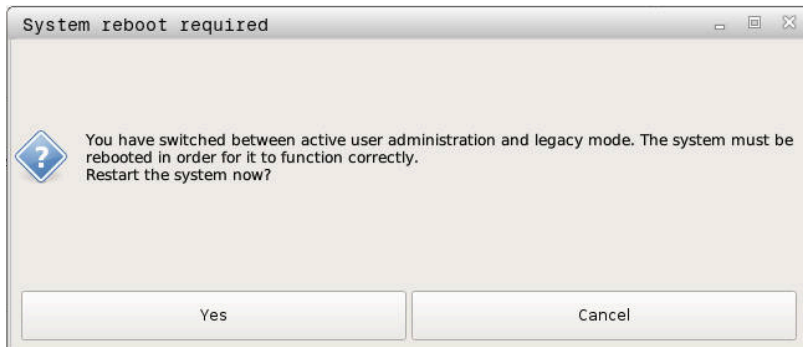 System reboot required
You have switched between active user administration and legacy mode. The system must be
rebooted in order for it to function correctly.
Restart the system now?
Yes
Cancel